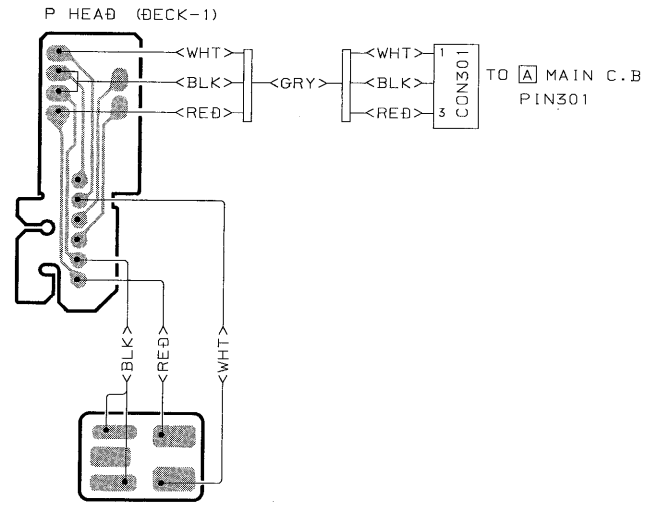 P HEAD (DECK-1)
<WHT> <WHT> 1
<BLK> <GRY> <BLK> CON301 TO A MAIN C.B
<RED> <RED> 3 PIN301
<BLK> <RED> <WHT>